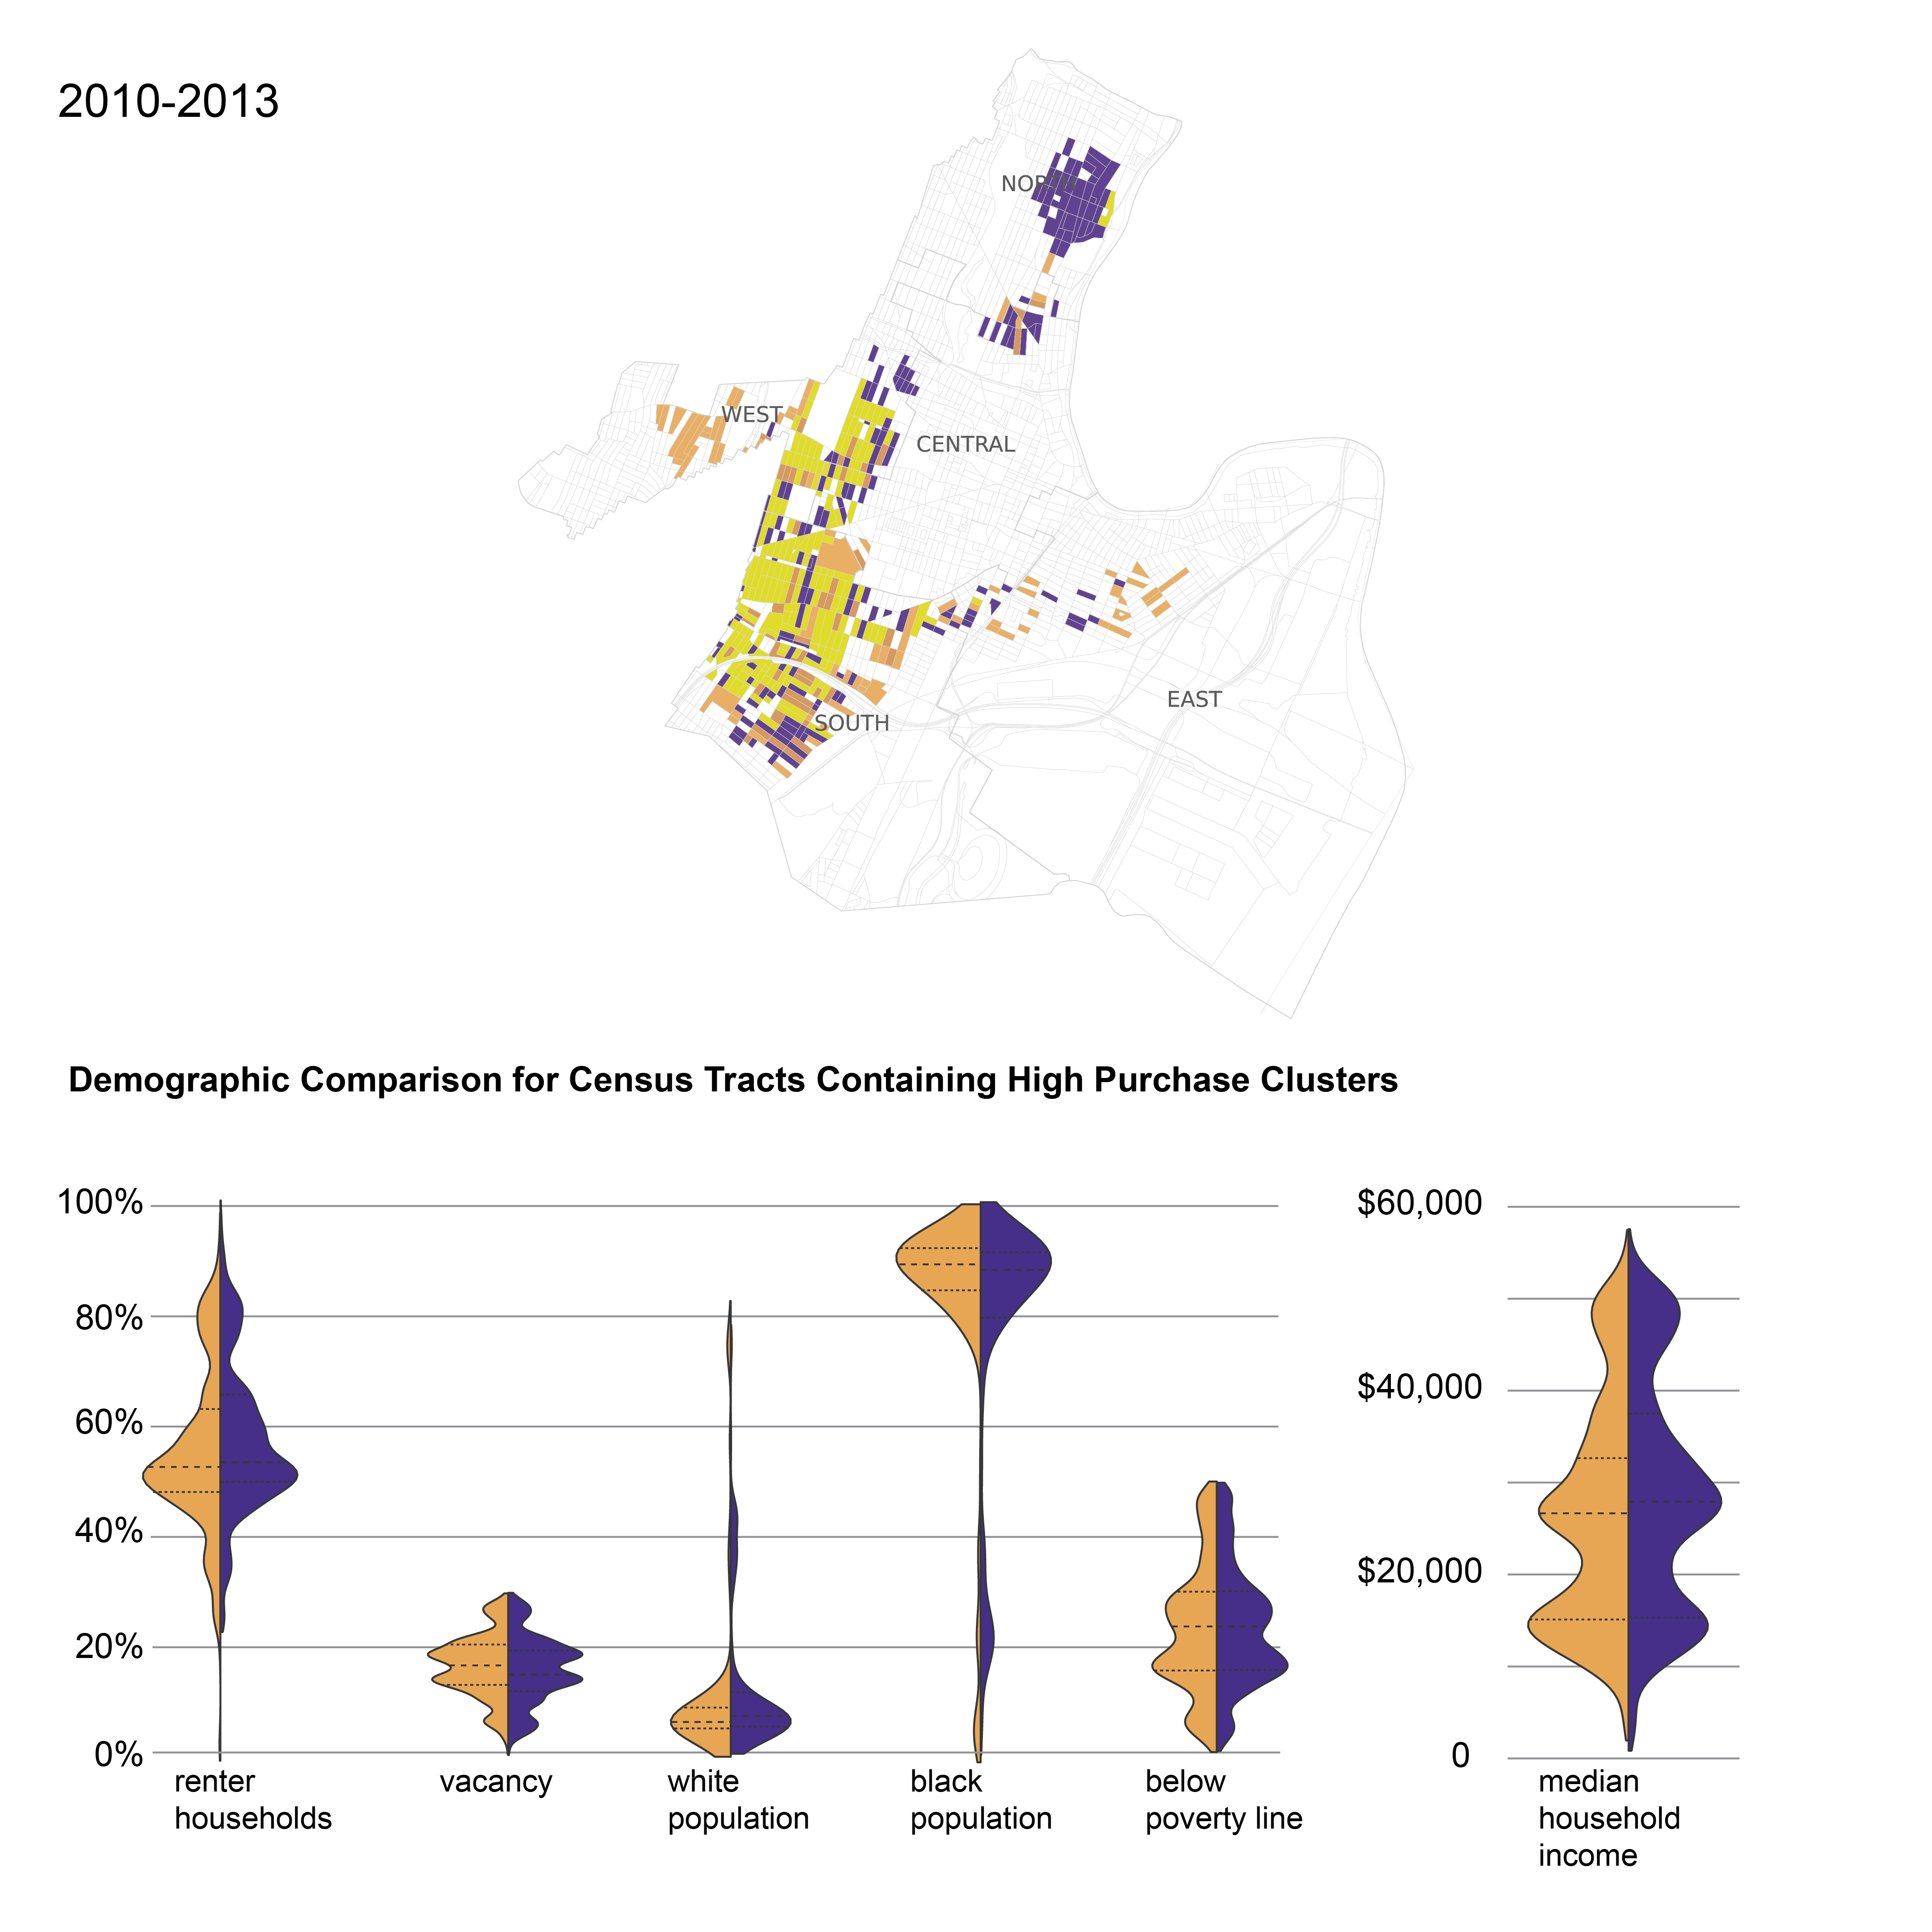 2010-2013
NORTH
WEST
CENTRAL
EAST
SOUTH
Demographic Comparison for Census Tracts Containing High Purchase Clusters
100%
80%
60%
40%
20%
0%
$60,000
$40,000
$20,000
0
renter
households
vacancy
white
population
black
population
below
poverty line
median
household
income